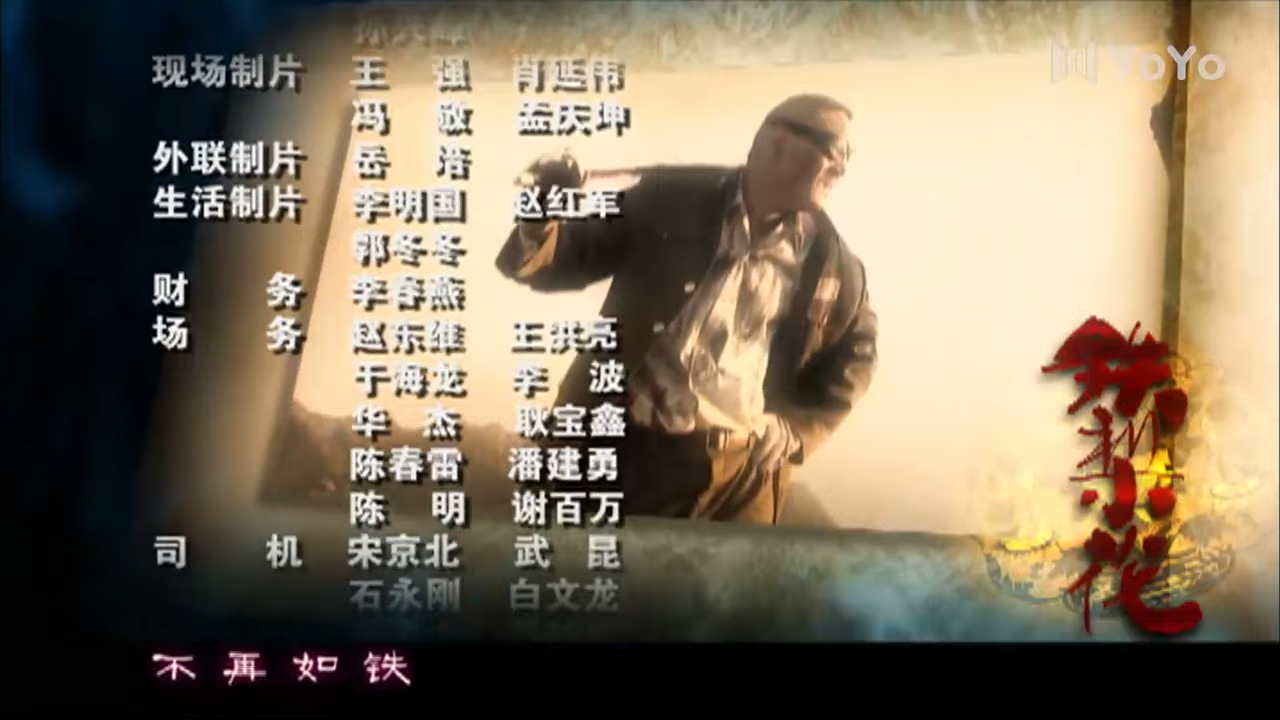 现场制片 王强 肖延伟
冯敏 孟庆坤
外联制片 岳浩
生活制片 李明国 赵红军
郭冬冬
财务 李春燕
场务 赵东维 王洪亮
于海龙 李波
华杰 耿宝鑫
陈春雷 潘建勇
陈明 谢百万
司机 宋京北 武昆
石永刚 白文龙
不再如铁
YoYo